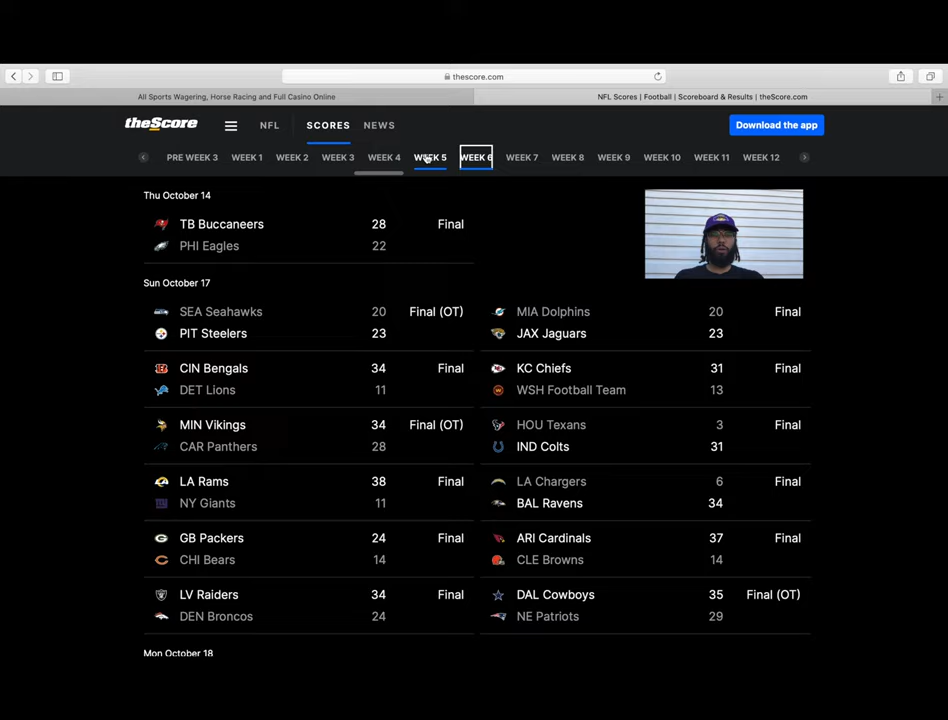 thescore.com
All Sports Wagering, Horse Racing and Full Casino Online
NFL Scores | Football | Scoreboard & Results | theScore.com
theScore
NFL
SCORES
NEWS
Download the app
PRE WEEK 3
WEEK 1
WEEK 2
WEEK 3
WEEK 4
WEEK 5
WEEK 6
WEEK 7
WEEK 8
WEEK 9
WEEK 10
WEEK 11
WEEK 12
Thu October 14
TB Buccaneers 28 Final
PHI Eagles 22
Sun October 17
SEA Seahawks 20 Final (OT)
PIT Steelers 23
MIA Dolphins 20 Final
JAX Jaguars 23
CIN Bengals 34 Final
DET Lions 11
KC Chiefs 31 Final
WSH Football Team 13
MIN Vikings 34 Final (OT)
CAR Panthers 28
HOU Texans 3 Final
IND Colts 31
LA Rams 38 Final
NY Giants 11
LA Chargers 6 Final
BAL Ravens 34
GB Packers 24 Final
CHI Bears 14
ARI Cardinals 37 Final
CLE Browns 14
LV Raiders 34 Final
DEN Broncos 24
DAL Cowboys 35 Final (OT)
NE Patriots 29
Mon October 18